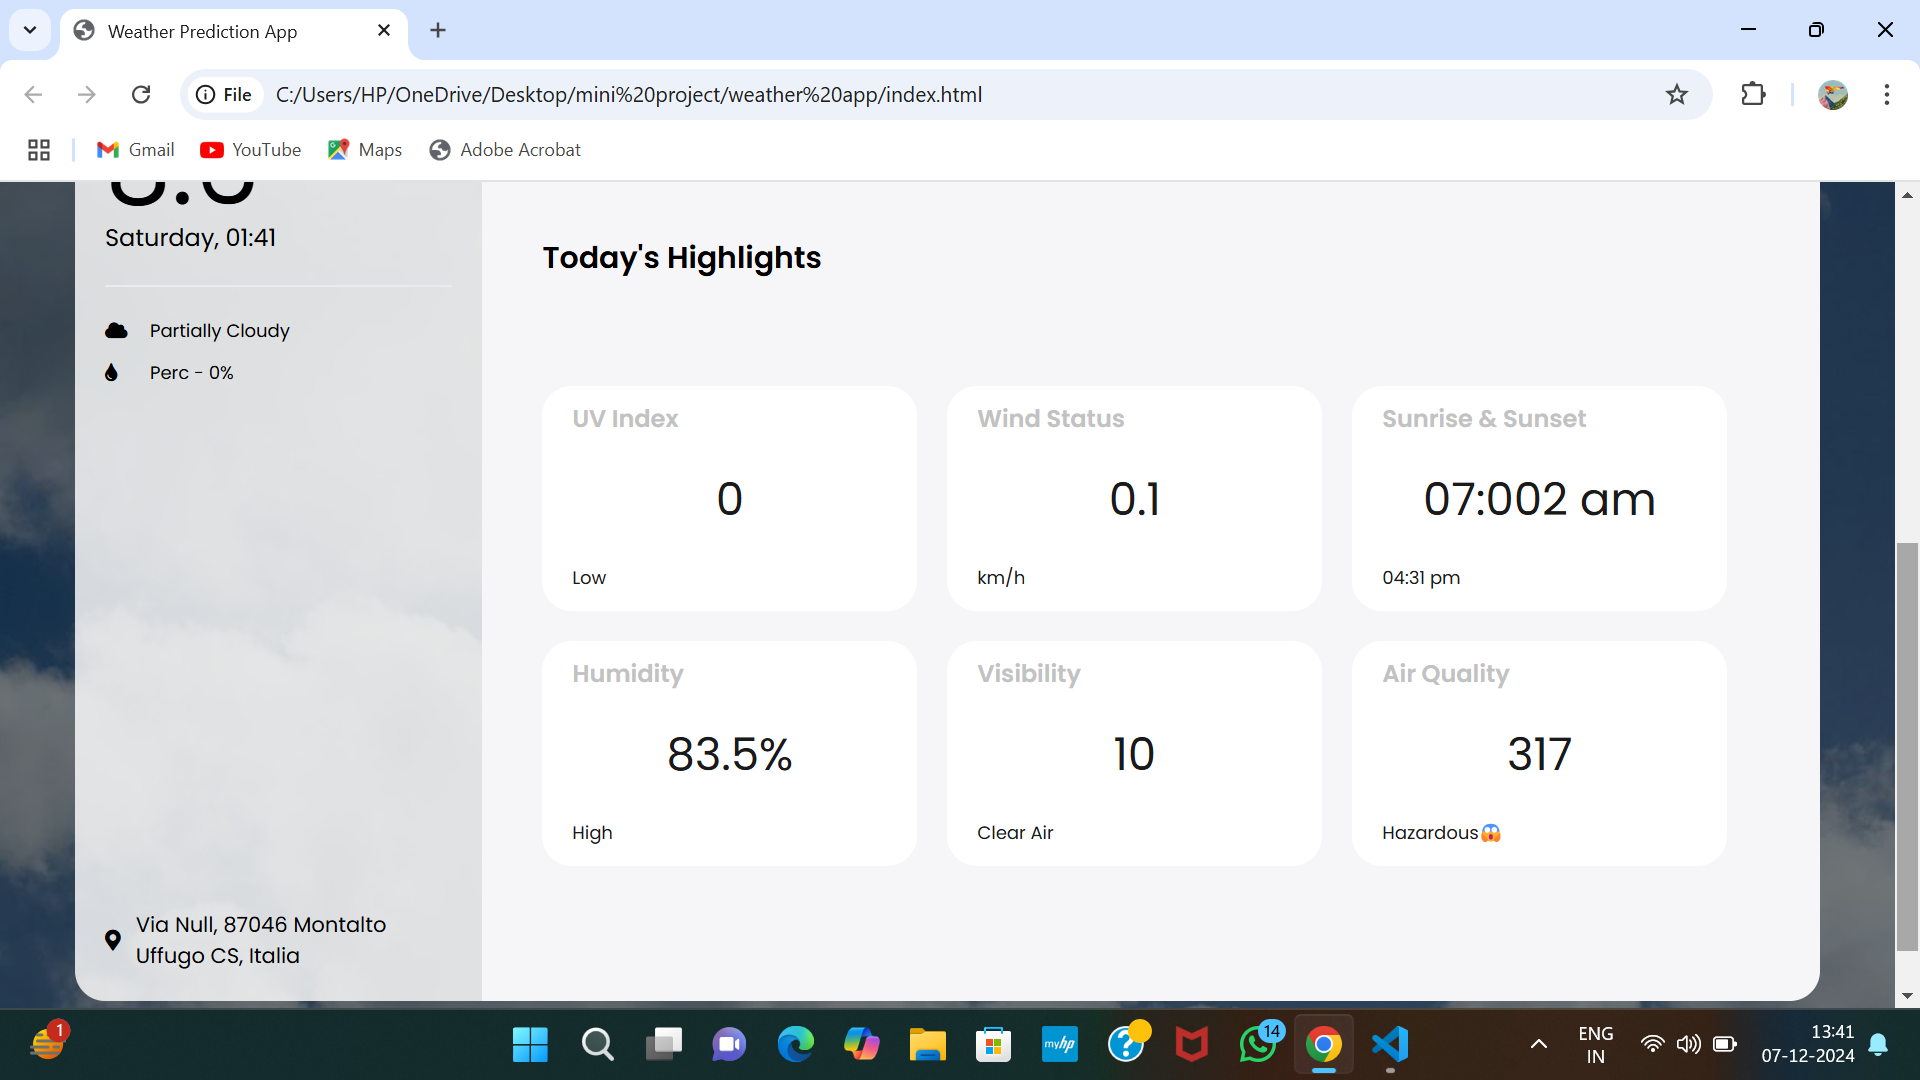 Weather Prediction App
File
C:/Users/HP/OneDrive/Desktop/mini%20project/weather%20app/index.html
Gmail
YouTube
Maps
Adobe Acrobat
Saturday, 01:41
Partially Cloudy
Perc - 0%
Via Null, 87046 Montalto
Uffugo CS, Italia
Today's Highlights
UV Index
0
Low
Wind Status
0.1
km/h
Sunrise & Sunset
07:002 am
04:31 pm
Humidity
83.5%
High
Visibility
10
Clear Air
Air Quality
317
Hazardous😱
1
myhp
14
ENG
IN
13:41
07-12-2024